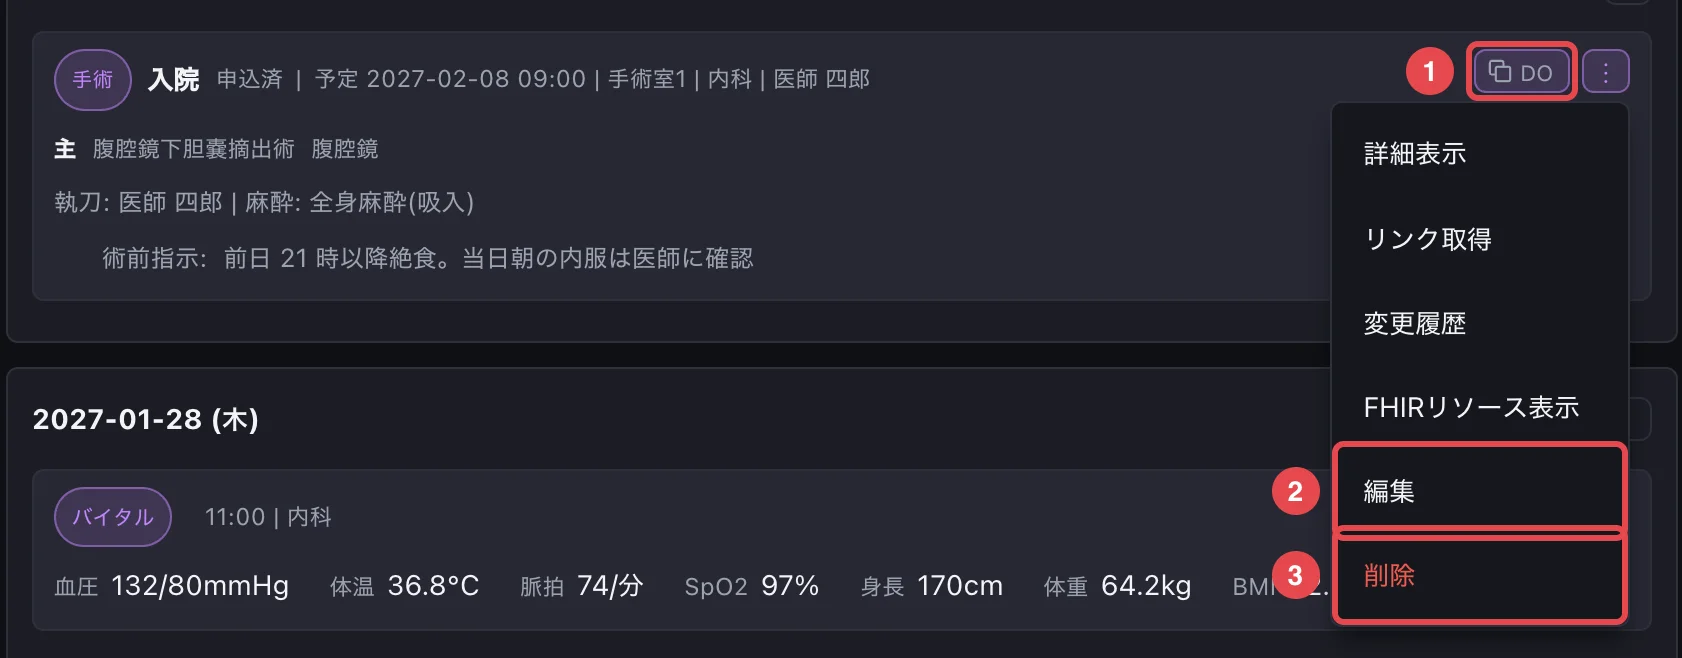 手術 入院 申込済 | 予定 2027-02-08 09:00 | 手術室1 | 内科 | 医師 四郎 1 DO
主 腹腔鏡下胆嚢摘出術 腹腔鏡
詳細表示
執刀: 医師 四郎 | 麻酔: 全身麻酔(吸入)
リンク取得
術前指示: 前日 21 時以降絶食。当日朝の内服は医師に確認
変更履歴
FHIRリソース表示
2027-01-28 (木)
2 編集
バイタル 11:00 | 内科
血圧 132/80mmHg 体温 36.8°C 脈拍 74/分 SpO2 97% 身長 170cm 体重 64.2kg
3 削除